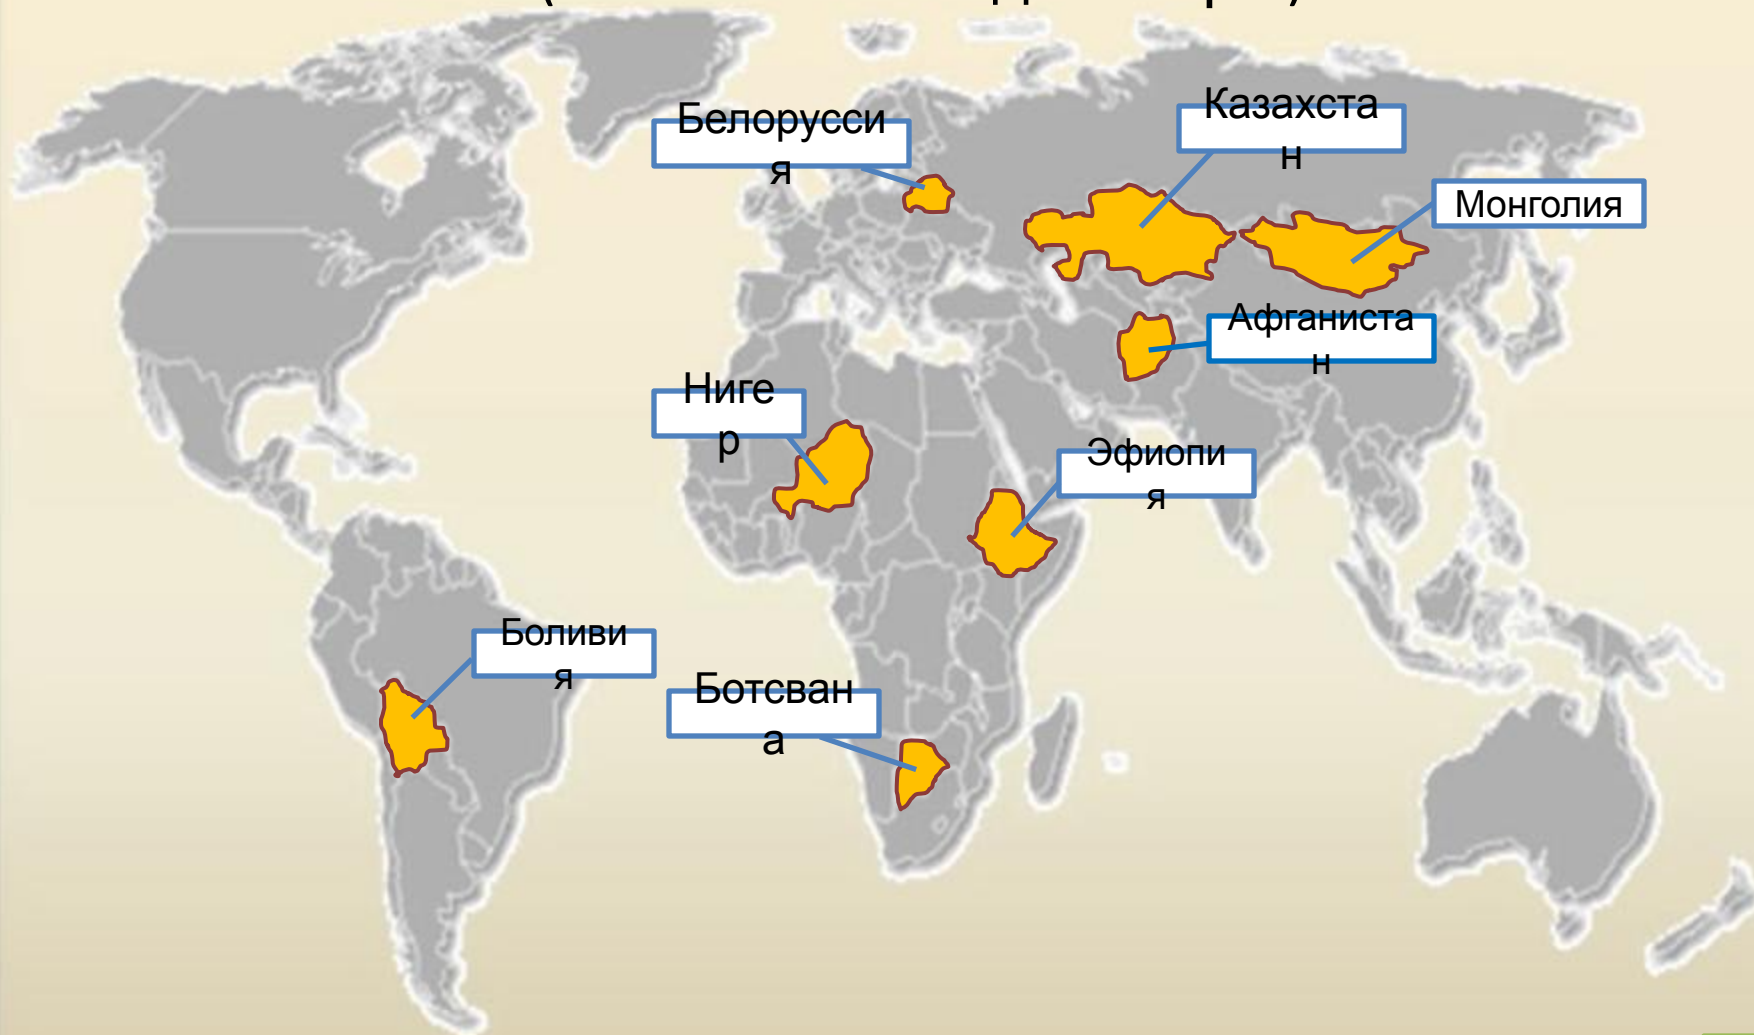 Белорусси
я
Казахста
н
Монголия
Афганиста
н
Ниге
р
Эфиопи
я
Боливи
я
Ботсван
а